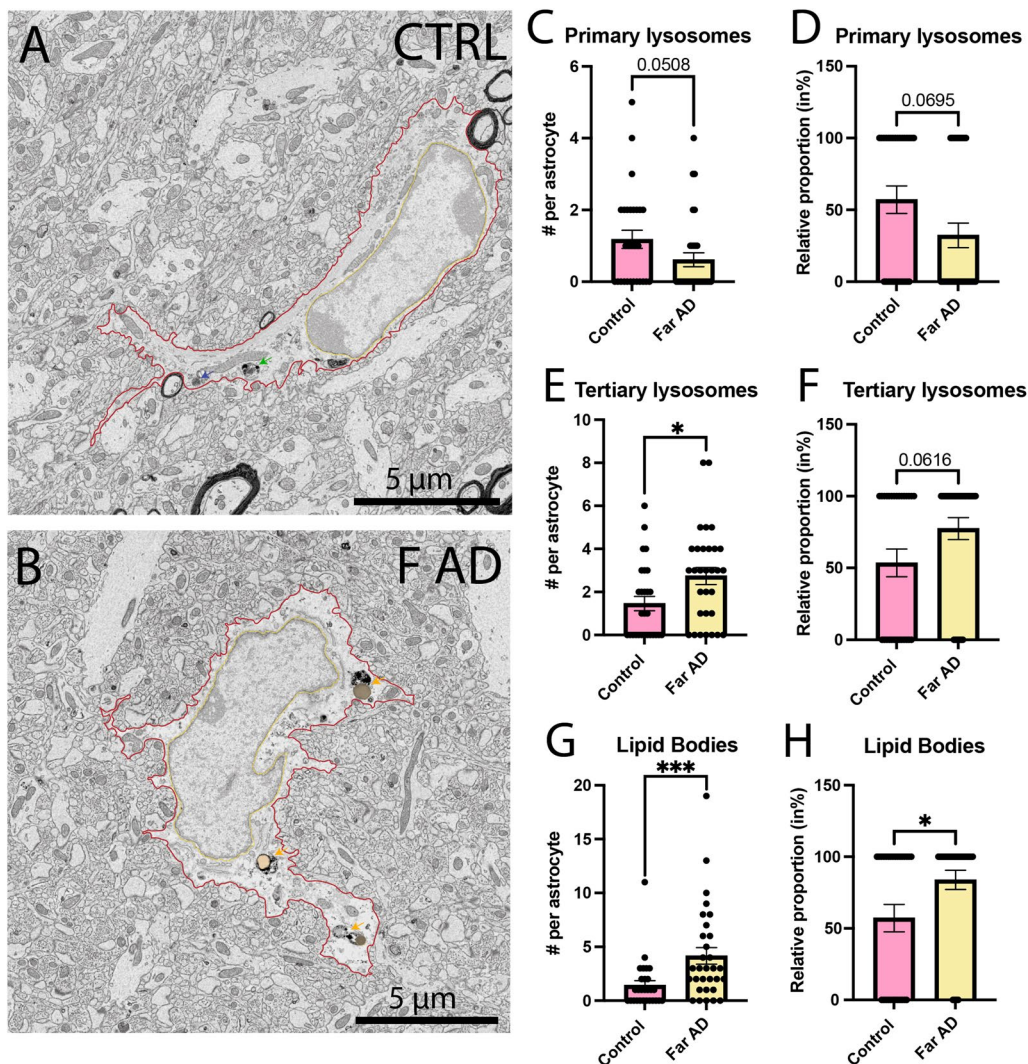 A
CTRL
5 µm
B
F AD
5 µm
C
Primary lysosomes
# per astrocyte
6
4
2
0
0.0508
Control
Far AD
D
Primary lysosomes
Relative proportion (in%)
150
100
50
0
0.0695
Control
Far AD
E
Tertiary lysosomes
# per astrocyte
10
8
6
4
2
0
*
Control
Far AD
F
Tertiary lysosomes
Relative proportion (in%)
150
100
50
0
0.0616
Control
Far AD
G
Lipid Bodies
# per astrocyte
20
15
10
5
0
***
Control
Far AD
H
Lipid Bodies
Relative proportion (in%)
150
100
50
0
*
Control
Far AD